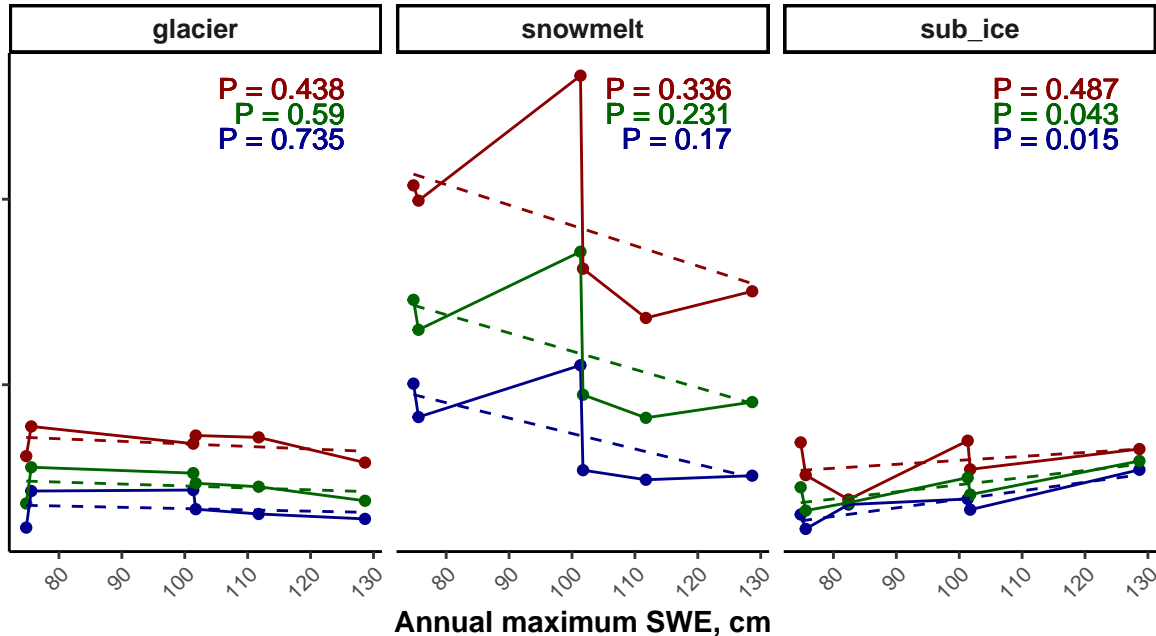 glacier
snowmelt
sub_ice
P = 0.438
P = 0.59
P = 0.735
P = 0.336
P = 0.231
P = 0.17
P = 0.487
P = 0.043
P = 0.015
80 90 100 110 120 130
80 90 100 110 120 130
80 90 100 110 120 130
Annual maximum SWE, cm